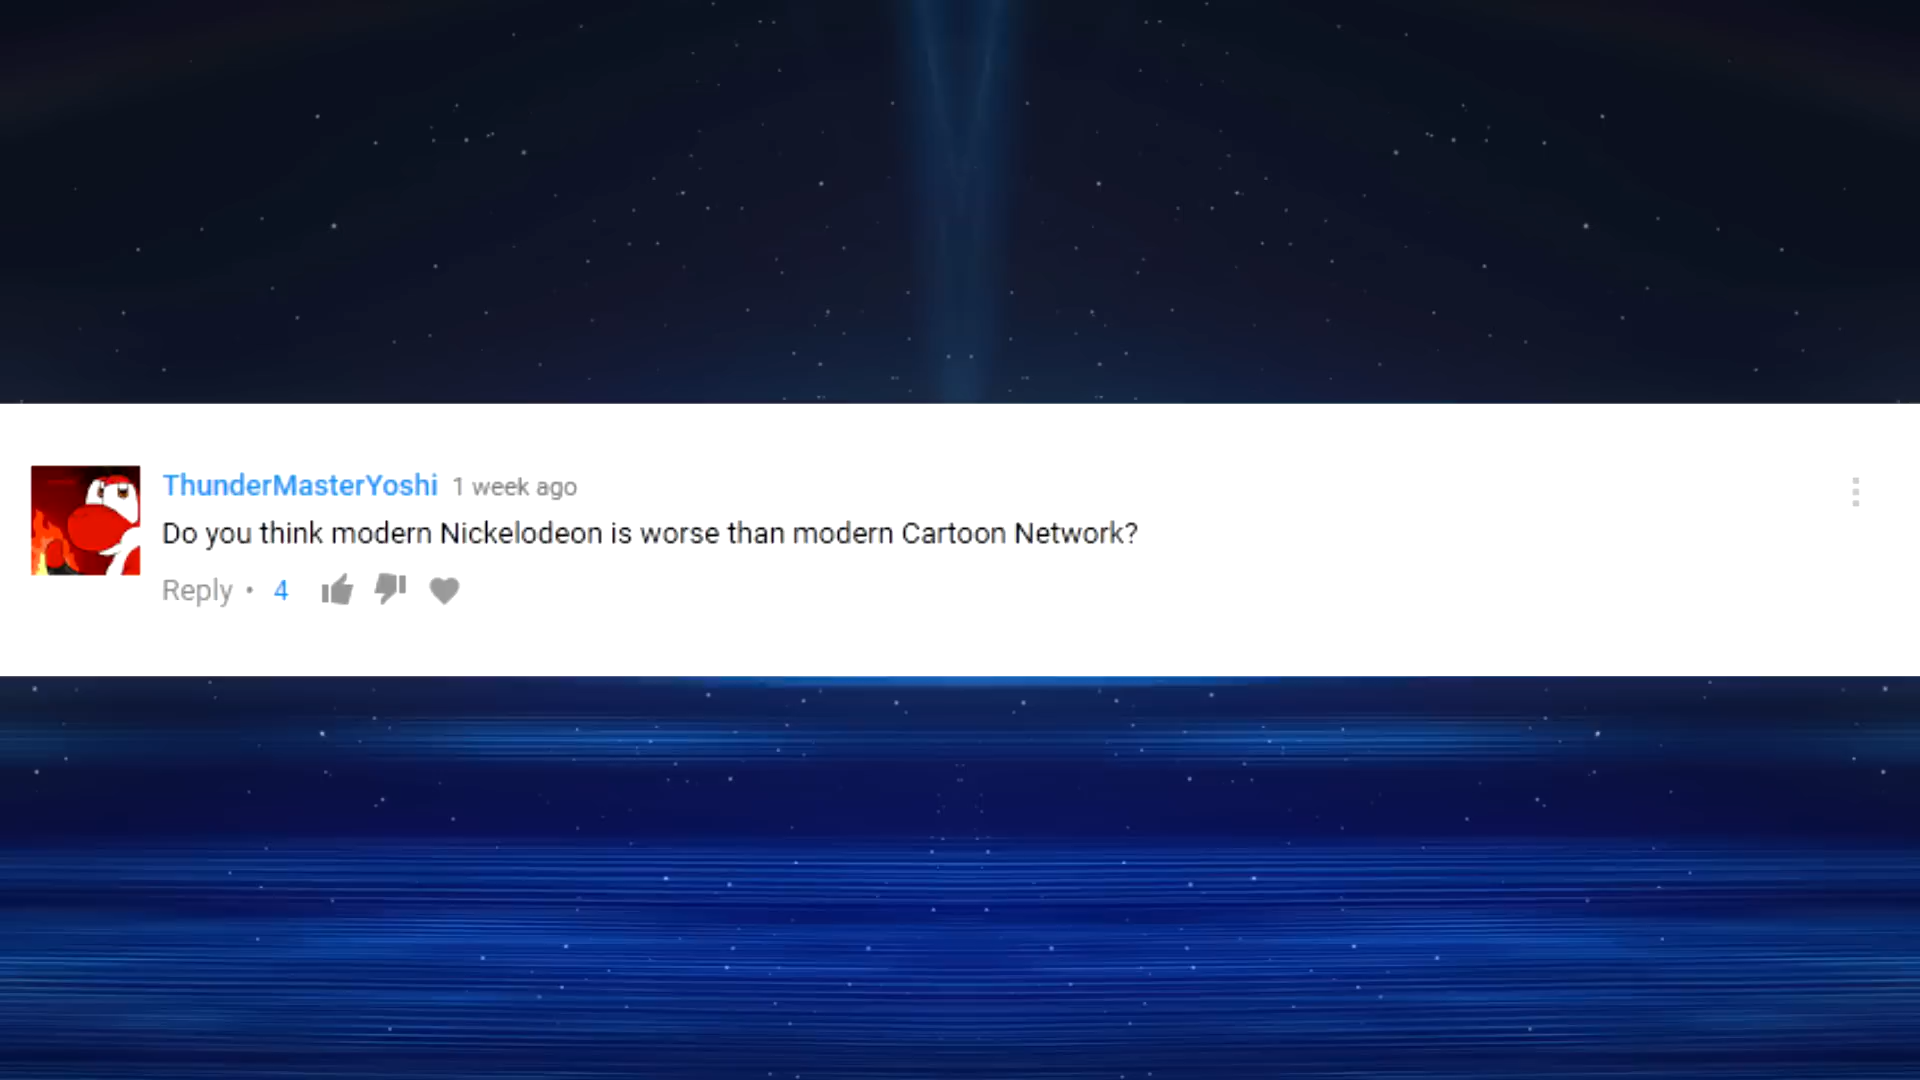 ThunderMasterYoshi 1 week ago
Do you think modern Nickelodeon is worse than modern Cartoon Network?
Reply • 4